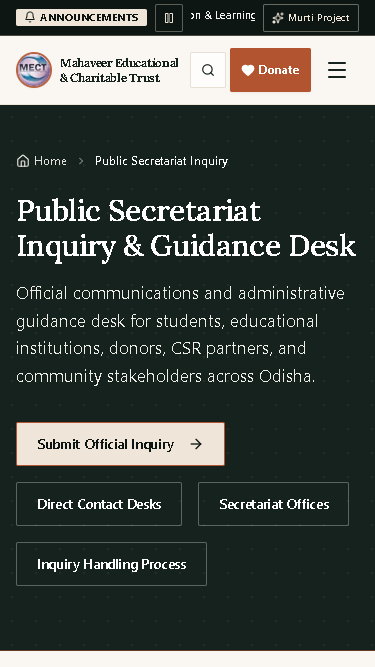 ANNOUNCEMENTS
on & Learning
Murti Project
MECT
Mahaveer Educational
& Charitable Trust
Donate
Home > Public Secretariat Inquiry
Public Secretariat
Inquiry & Guidance Desk
Official communications and administrative
guidance desk for students, educational
institutions, donors, CSR partners, and
community stakeholders across Odisha.
Submit Official Inquiry →
Direct Contact Desks
Secretariat Offices
Inquiry Handling Process